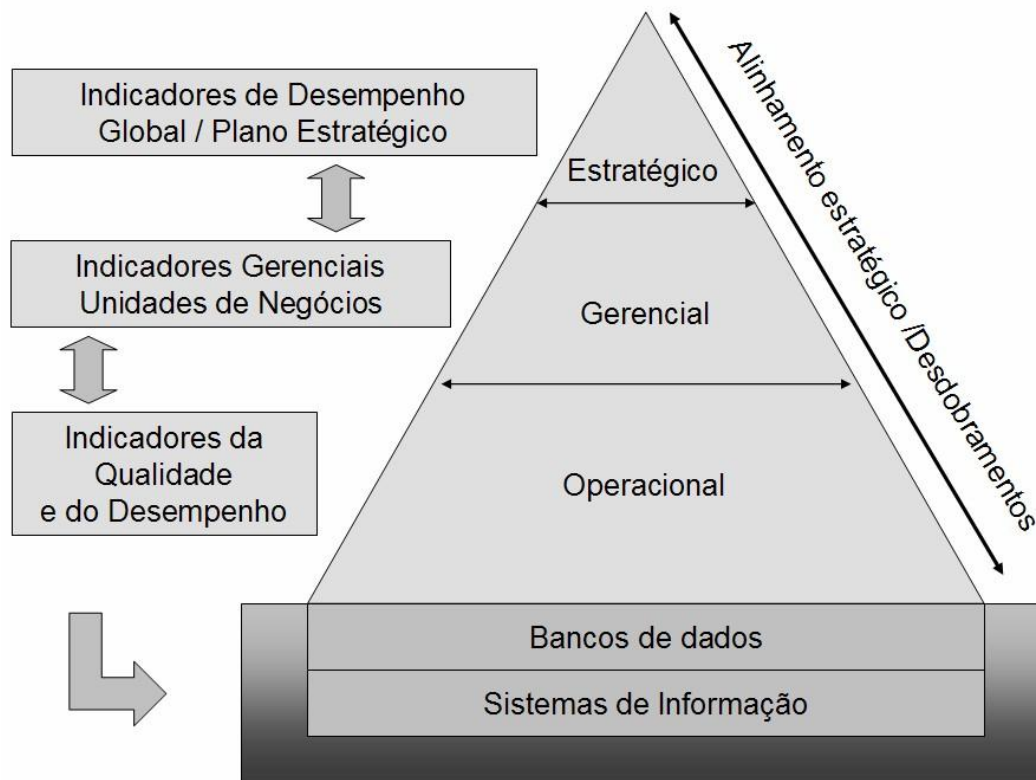 Indicadores de Desempenho
Global / Plano Estratégico
Indicadores Gerenciais
Unidades de Negócios
Indicadores da
Qualidade
e do Desempenho
Estratégico
Gerencial
Operacional
Alinhamento estratégico /Desdobramentos
Bancos de dados
Sistemas de Informação